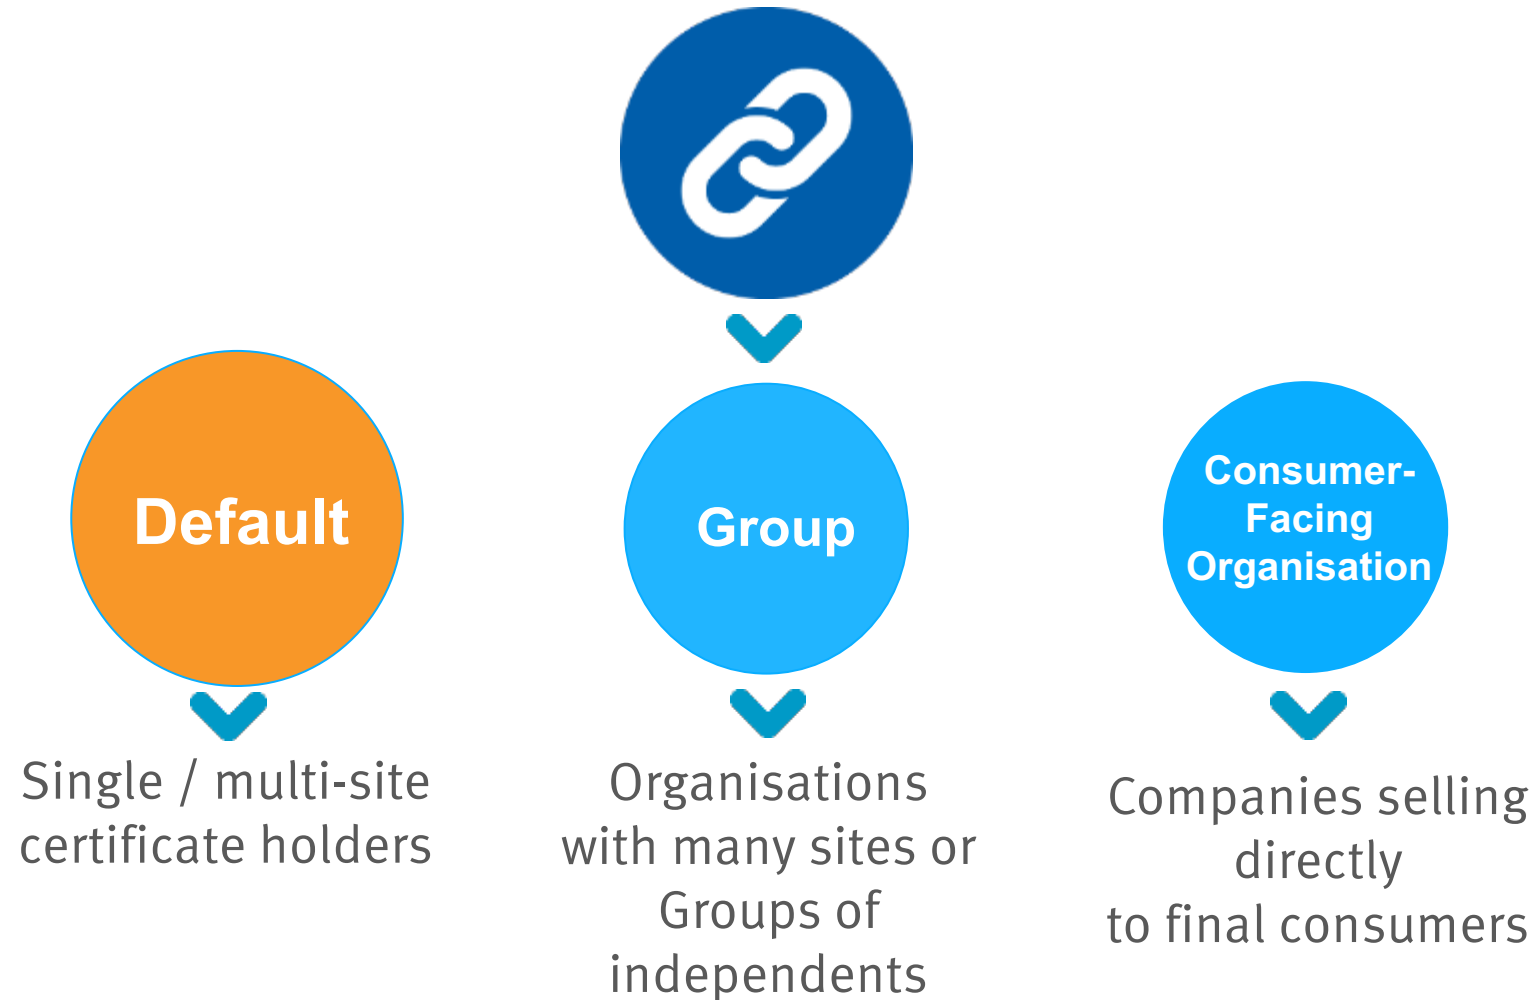 Default
Group
Consumer-
Facing
Organisation
Single / multi-site
certificate holders
Organisations
with many sites or
Groups of
independents
Companies selling
directly
to final consumers